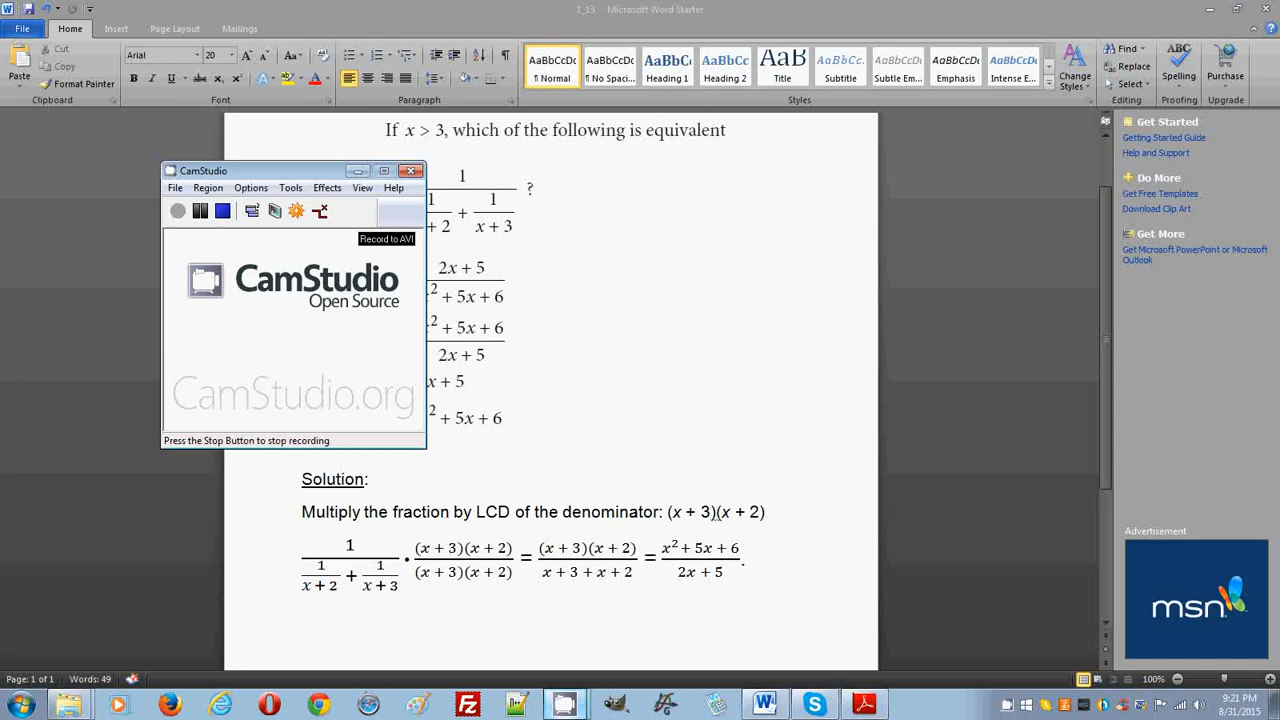 I_13 - Microsoft Word Starter
File Home Insert Page Layout Mailings
Paste
Cut
Copy
Format Painter
Clipboard
Arial 20
B I U abc x₂ x² A ab A
Font
Paragraph
AaBbCcDc AaBbCcDc AaBbCc AaBbCc AaB AaBbCc. AaBbCcDc AaBbCcDc AaBbCcDc
¶ Normal ¶ No Spaci... Heading 1 Heading 2 Title Subtitle Subtle Em... Emphasis Intense E...
Styles
Change Styles
Find
Replace
Select
Editing
Spelling
Proofing
Purchase
Upgrade
If x > 3, which of the following is equivalent
1
1 1 ?
+ 2 + x + 3
2x + 5
2 + 5x + 6
2 + 5x + 6
2x + 5
x + 5
2 + 5x + 6
CamStudio
File Region Options Tools Effects View Help
Record to AVI
CamStudio
Open Source
CamStudio.org
Press the Stop Button to stop recording
Solution:
Multiply the fraction by LCD of the denominator: (x + 3)(x + 2)
1 (x + 3)(x + 2) (x + 3)(x + 2) x² + 5x + 6
1 1 • = = .
x + 2 + x + 3 (x + 3)(x + 2) x + 3 + x + 2 2x + 5
Get Started
Getting Started Guide
Help and Support
Do More
Get Free Templates
Download Clip Art
Get More
Get Microsoft PowerPoint or Microsoft
Outlook
Advertisement
msn
Page: 1 of 1 Words: 49
100%
9:21 PM
8/31/2015